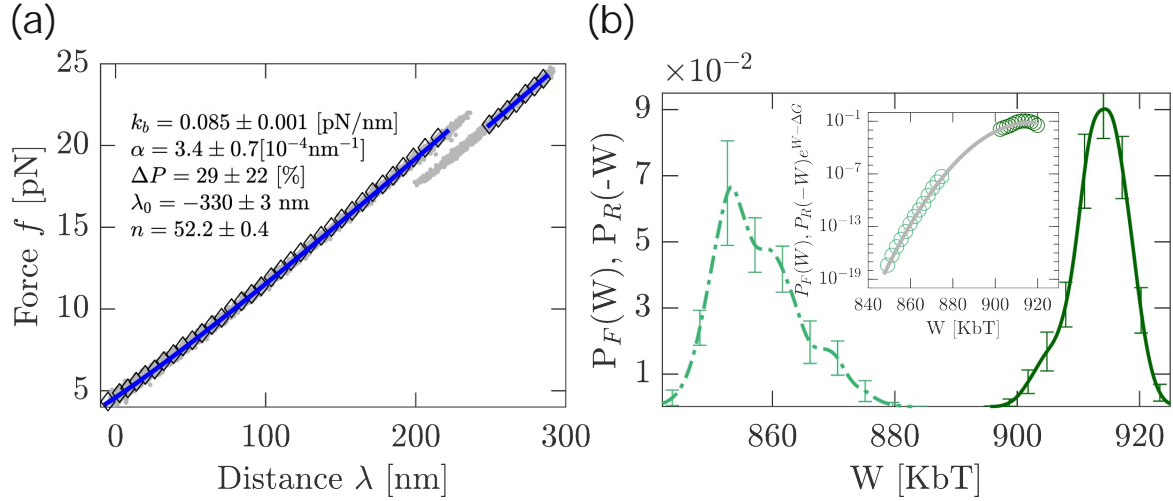 (a)
25
20
15
10
5
Force f [pN]
k_b = 0.085 ± 0.001 [pN/nm]
α = 3.4 ± 0.7[10⁻⁴nm⁻¹]
ΔP = 29 ± 22 [%]
λ₀ = −330 ± 3 nm
n = 52.2 ± 0.4
0
100
200
300
Distance λ [nm]
(b)
×10⁻²
9
7
5
3
1
P_F(W), P_R(-W)
860
880
900
920
W [KbT]
P_F(W), P_R(−W)e^{W−ΔG}
10⁻¹
10⁻⁷
10⁻¹³
10⁻¹⁹
840
860
880
900
920
W [KbT]